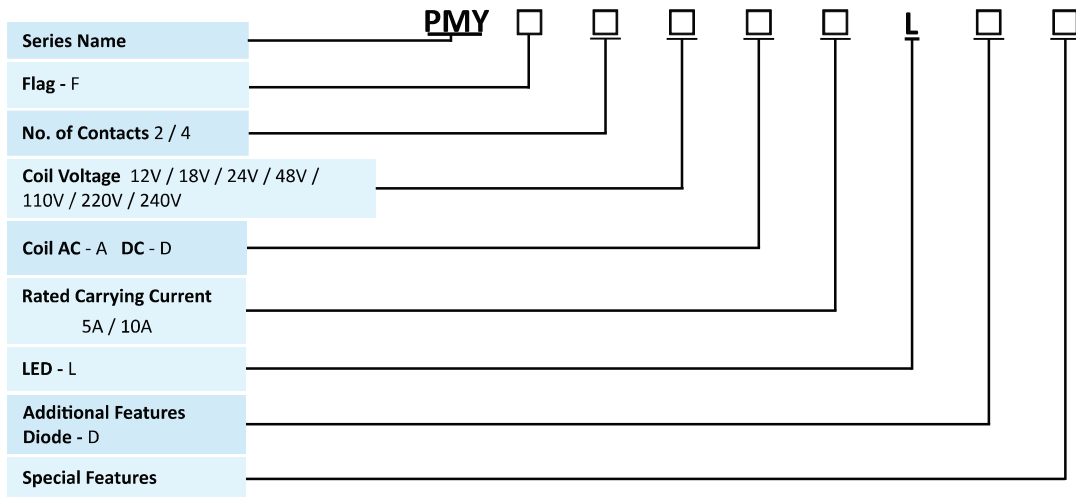 PMY L
Series Name
Flag - F
No. of Contacts 2 / 4
Coil Voltage 12V / 18V / 24V / 48V /
110V / 220V / 240V
Coil AC - A DC - D
Rated Carrying Current
5A / 10A
LED - L
Additional Features
Diode - D
Special Features